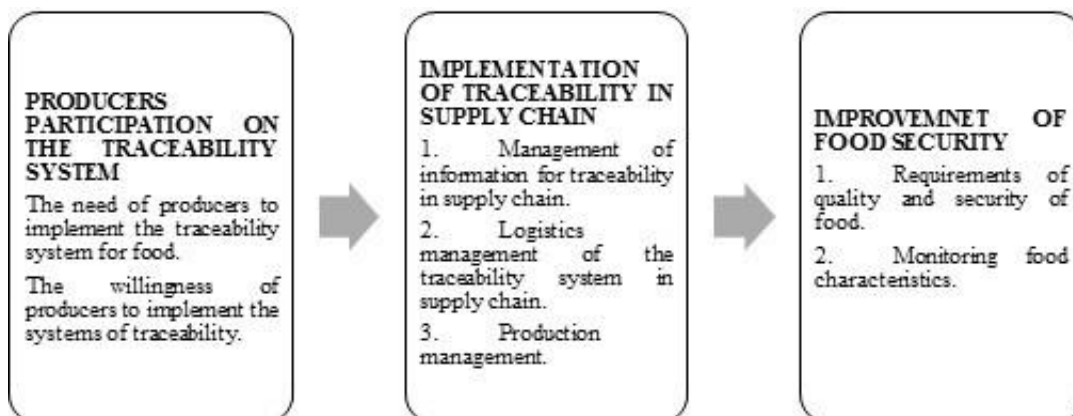 PRODUCERS
PARTICIPATION ON
THE TRACEABILITY
SYSTEM
The need of producers to
implement the traceability
system for food.
The willingness of
producers to implement the
systems of traceability.
IMPLEMENTATION
OF TRACEABILITY IN
SUPPLY CHAIN
1. Management of
information for traceability
in supply chain.
2. Logistics
management of the
traceability system in
supply chain.
3. Production
management.
IMPROVEMNET OF
FOOD SECURITY
1. Requirements of
quality and security of
food.
2. Monitoring food
characteristics.